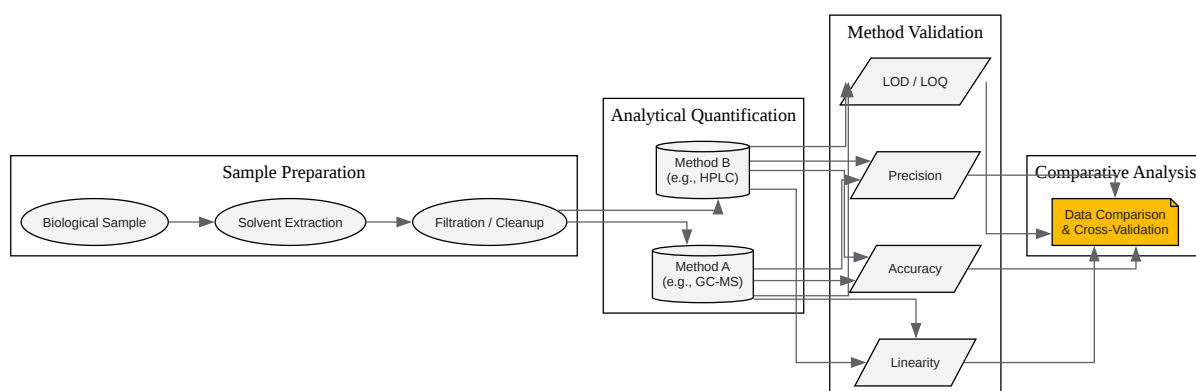 Sample Preparation
Biological Sample
Solvent Extraction
Filtration / Cleanup
Analytical Quantification
Method B
(e.g., HPLC)
Method A
(e.g., GC-MS)
Method Validation
LOD / LOQ
Precision
Accuracy
Linearity
Comparative Analysis
Data Comparison
& Cross-Validation